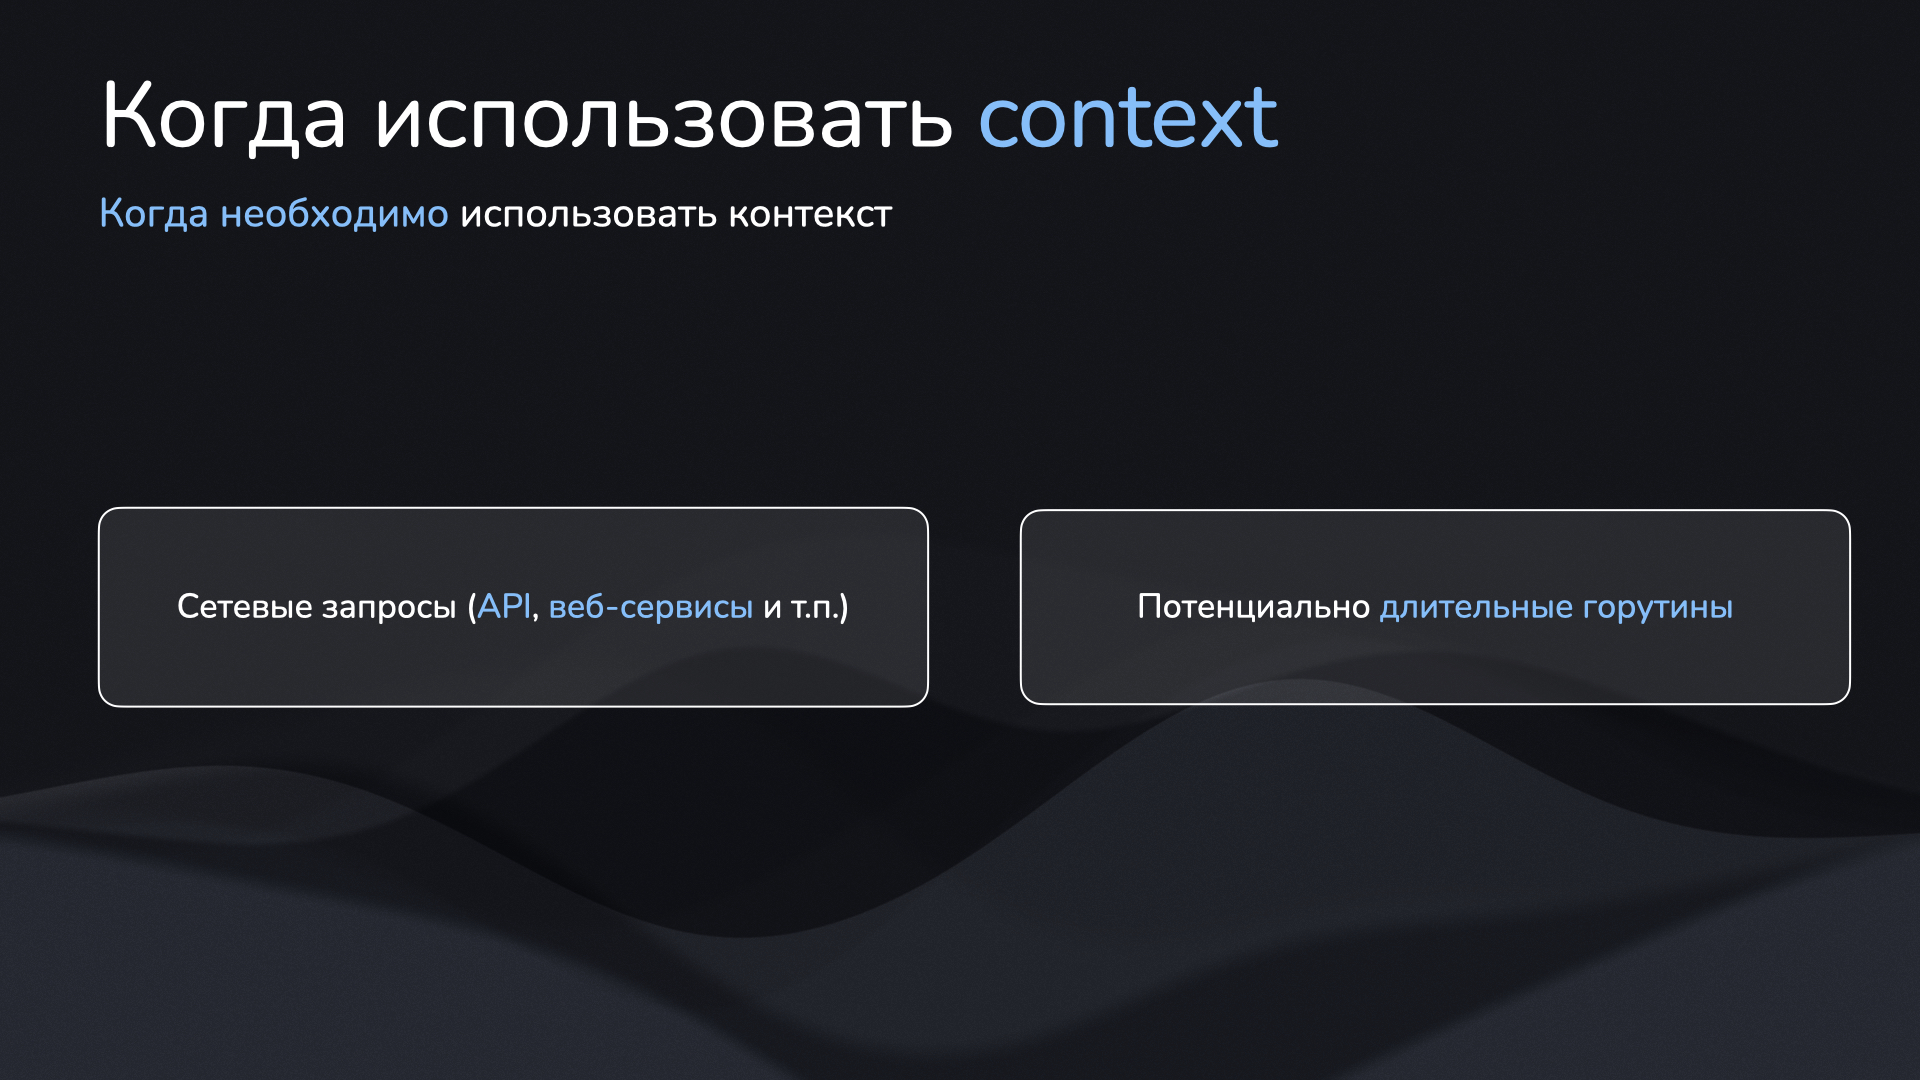 Когда использовать context
Когда необходимо использовать контекст
Сетевые запросы (API, веб-сервисы и т.п.)
Потенциально длительные горутины